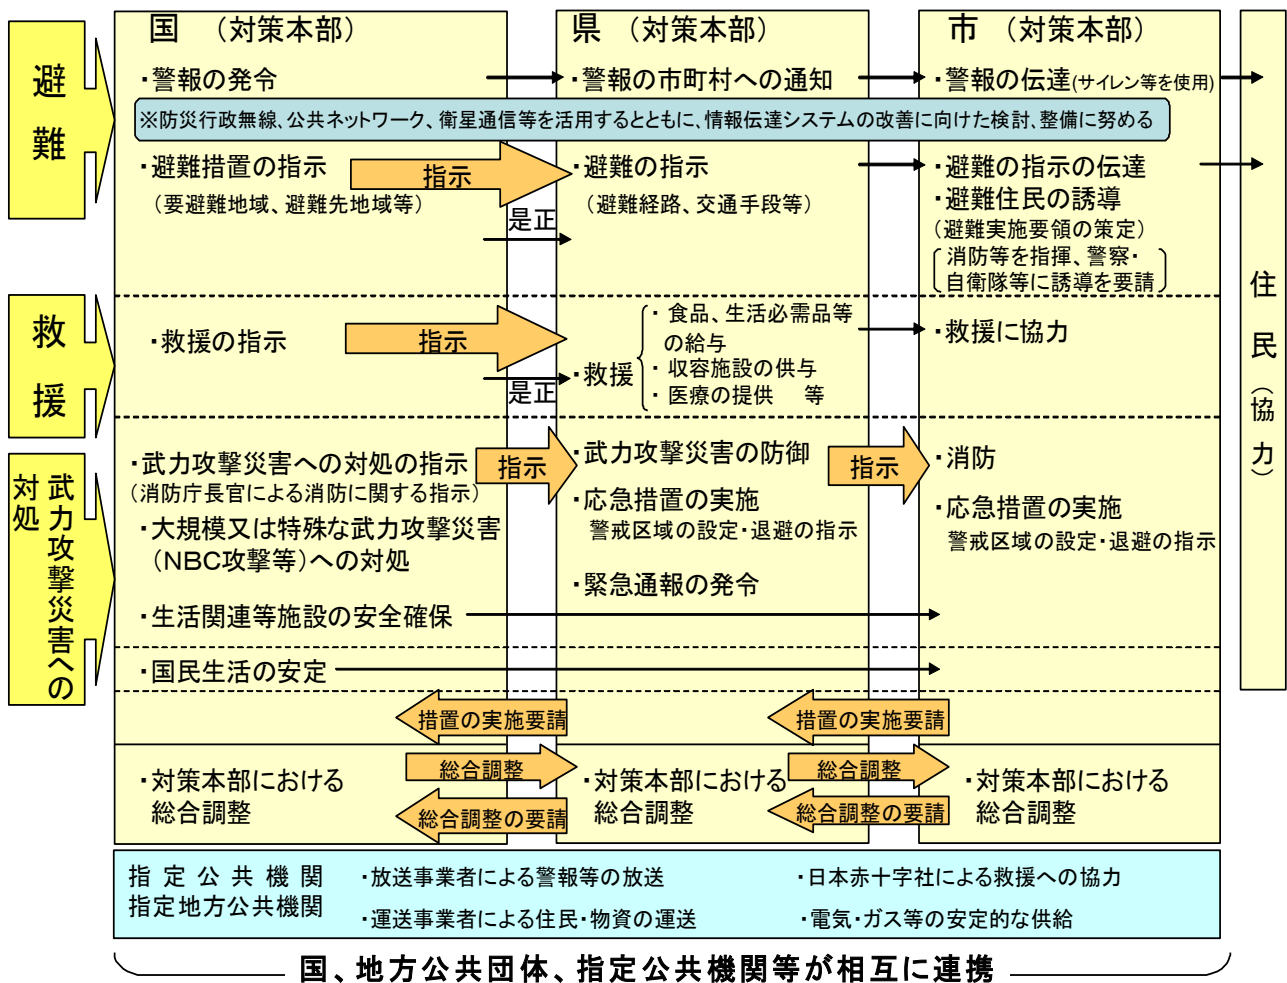 国（対策本部）
県（対策本部）
市（対策本部）
避難
・警報の発令
・警報の市町村への通知
・警報の伝達(サイレン等を使用)
※防災行政無線、公共ネットワーク、衛星通信等を活用するとともに、情報伝達システムの改善に向けた検討、整備に努める
・避難措置の指示
（要避難地域、避難先地域等）
指示
是正
・避難の指示
（避難経路、交通手段等）
・避難の指示の伝達
・避難住民の誘導
（避難実施要領の策定）
消防等を指揮、警察・
自衛隊等に誘導を要請
救援
・救援の指示
指示
是正
・救援
・ 食品、生活必需品等
の給与
・ 収容施設の供与
・ 医療の提供　等
・救援に協力
武力攻撃災害への
対処
・武力攻撃災害への対処の指示
（消防庁長官による消防に関する指示）
・大規模又は特殊な武力攻撃災害
（NBC攻撃等）への対処
・生活関連等施設の安全確保
指示
・武力攻撃災害の防御
・応急措置の実施
警戒区域の設定・退避の指示
・緊急通報の発令
指示
・消防
・応急措置の実施
警戒区域の設定・退避の指示
・国民生活の安定
措置の実施要請
措置の実施要請
・対策本部における
総合調整
総合調整
総合調整の要請
・対策本部における
総合調整
総合調整
総合調整の要請
・対策本部における
総合調整
住民（協力）
指定公共機関
指定地方公共機関
・放送事業者による警報等の放送
・日本赤十字社による救援への協力
・運送事業者による住民・物資の運送
・電気・ガス等の安定的な供給
国、地方公共団体、指定公共機関等が相互に連携